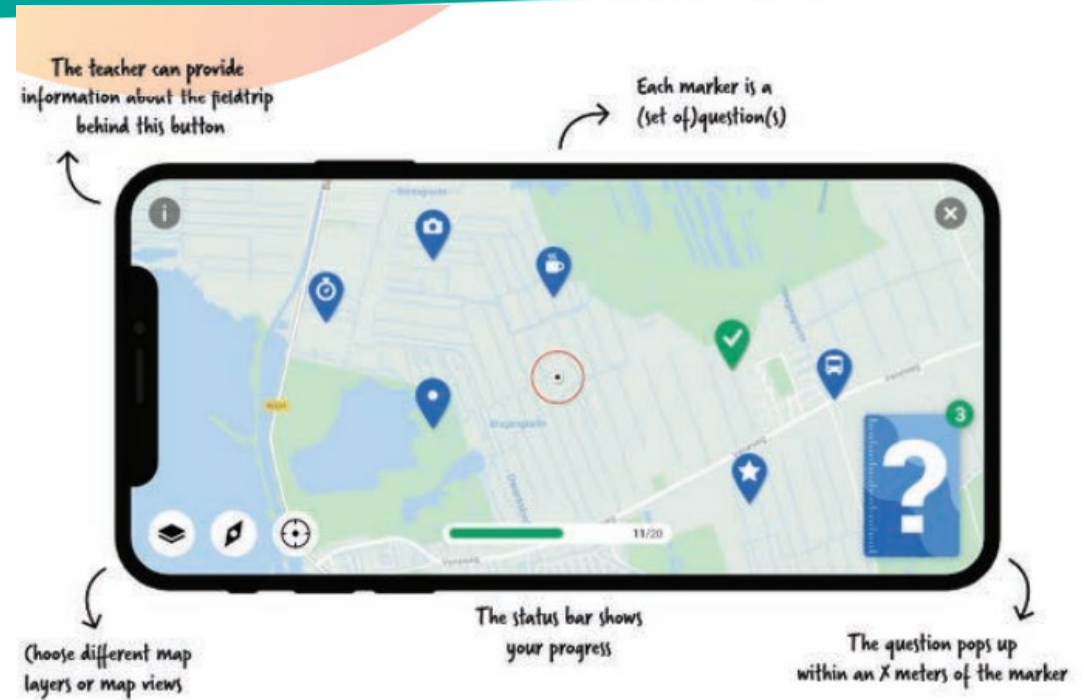 The teacher can provide
information about the fieldtrip
behind this button
Each marker is a
(set of)question(s)
i
3
?
N201
11/20
Choose different map
layers or map views
The status bar shows
your progress
The question pops up
within an X meters of the marker